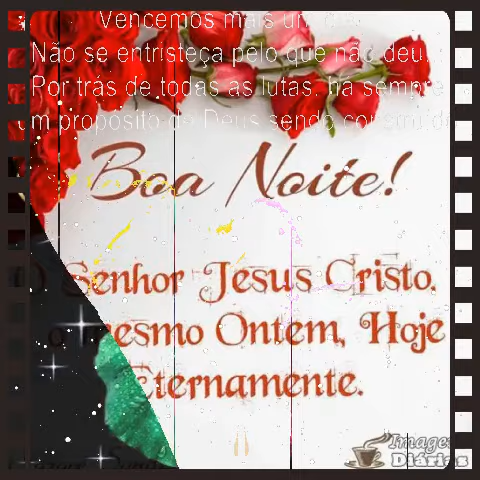 Vencemos mais um dia
Não se entristeça pelo que não deu.
Por trás de todas as lutas, há sempre
um propósito de Deus sendo construído
Boa Noite!
O Senhor Jesus Cristo.
o mesmo Ontem, Hoje
Eternamente.
Imagens
Diárias